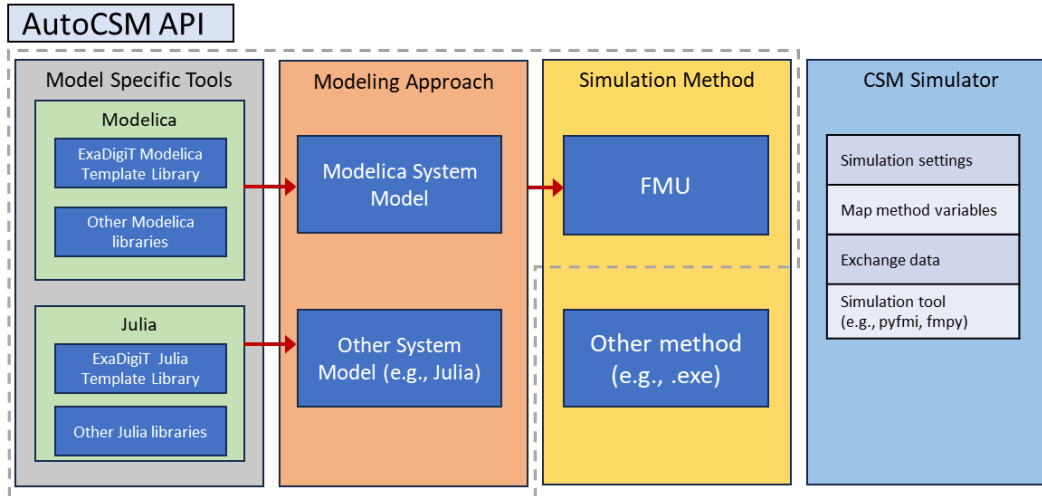 AutoCSM API
Model Specific Tools
Modelica
ExaDigiT Modelica
Template Library
Other Modelica
libraries
Julia
ExaDigiT Julia
Template Library
Other Julia libraries
Modeling Approach
Modelica System
Model
Other System
Model (e.g., Julia)
Simulation Method
FMU
Other method
(e.g., .exe)
CSM Simulator
Simulation settings
Map method variables
Exchange data
Simulation tool
(e.g., pyfmi, fmpy)